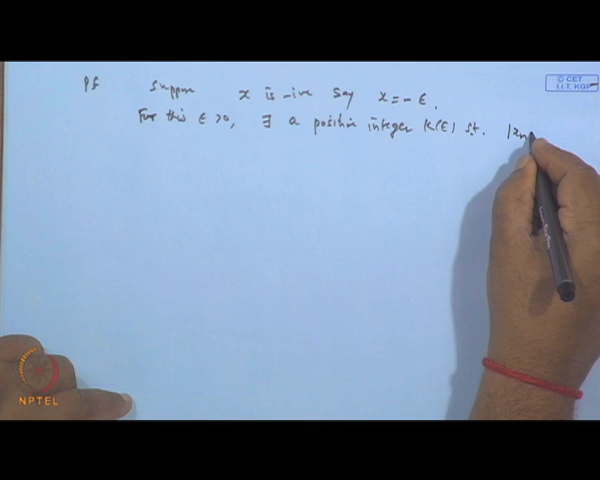 Pf Suppose x is -ive say x = - ε.
For this ε >0, ∃ a positive integer K(ε) s.t. |xn
© CET
I.I.T. KGP
NPTEL